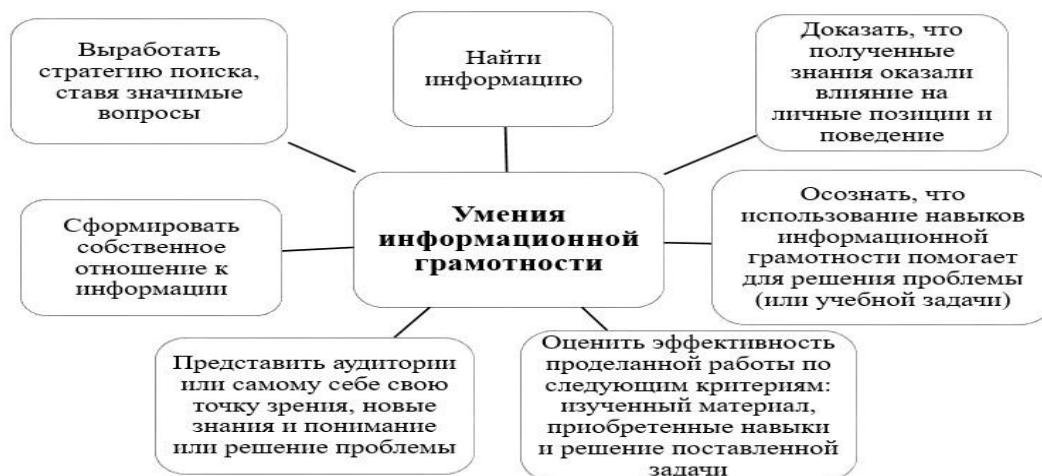 Выработать
стратегию поиска,
ставя значимые
вопросы
Найти
информацию
Доказать, что
полученные
знания оказали
влияние на
личные позиции и
поведение
Сформировать
собственное
отношение к
информации
Умения
информационной
грамотности
Осознать, что
использование навыков
информационной
грамотности помогает
для решения проблемы
(или учебной задачи)
Представить аудитории
или самому себе свою
точку зрения, новые
знания и понимание
или решение проблемы
Оценить эффективность
проделанной работы по
следующим критериям:
изученный материал,
приобретенные навыки
и решение поставленной
задачи